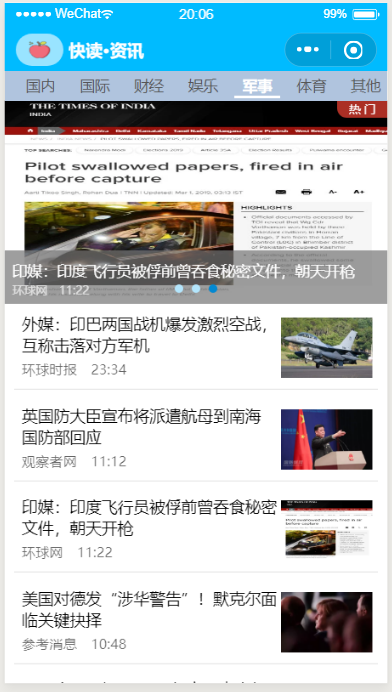 WeChat
20:06
99%
快读·资讯
国内 国际 财经 娱乐 军事 体育 其他
THE TIMES OF INDIA
INDIA
热门
TOP SEARCHES:
Pilot swallowed papers, fired in air
before capture
HIGHLIGHTS
印媒：印度飞行员被俘前曾吞食秘密文件，朝天开枪
环球网 11:22
外媒：印巴两国战机爆发激烈空战，
互称击落对方军机
环球时报 23:34
英国防大臣宣布将派遣航母到南海
国防部回应
观察者网 11:12
印媒：印度飞行员被俘前曾吞食秘密
文件，朝天开枪
环球网 11:22
美国对德发“涉华警告”！默克尔面
临关键抉择
参考消息 10:48